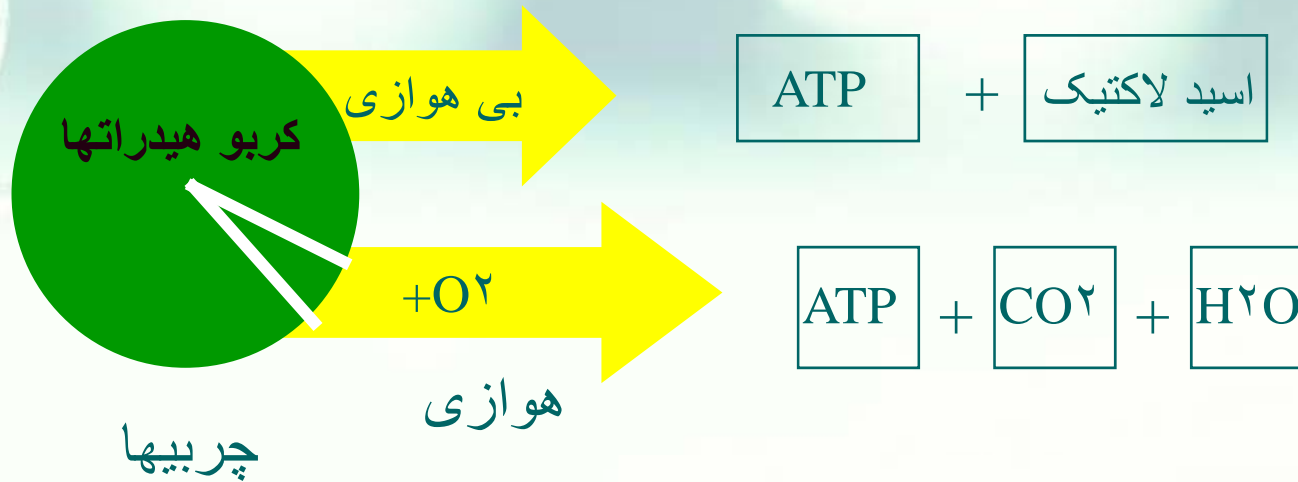 کربو هیدراتها
بی هوازی
ATP + اسید لاکتیک
+O۲
ATP + CO۲ + H۲O
هوازی
چربیها